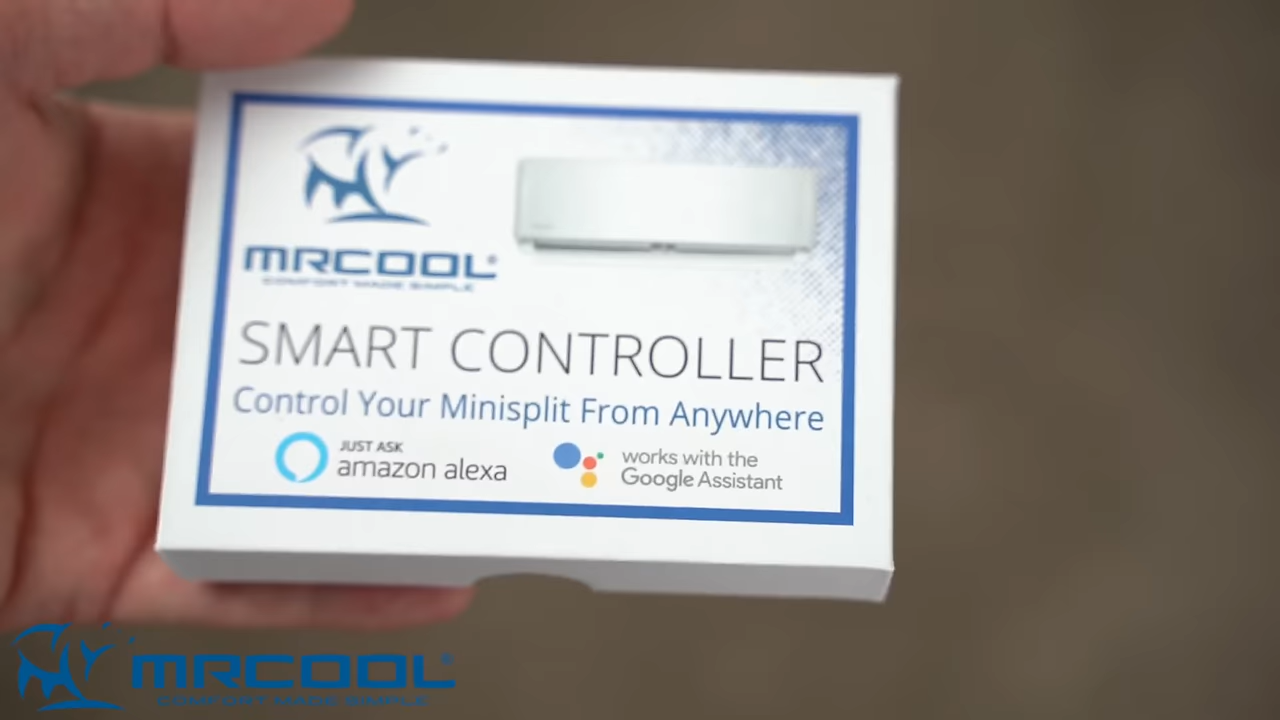 MRCOOL
COMFORT MADE SIMPLE
SMART CONTROLLER
Control Your Minisplit From Anywhere
JUST ASK
amazon alexa
works with the
Google Assistant
MRCOOL
COMFORT MADE SIMPLE